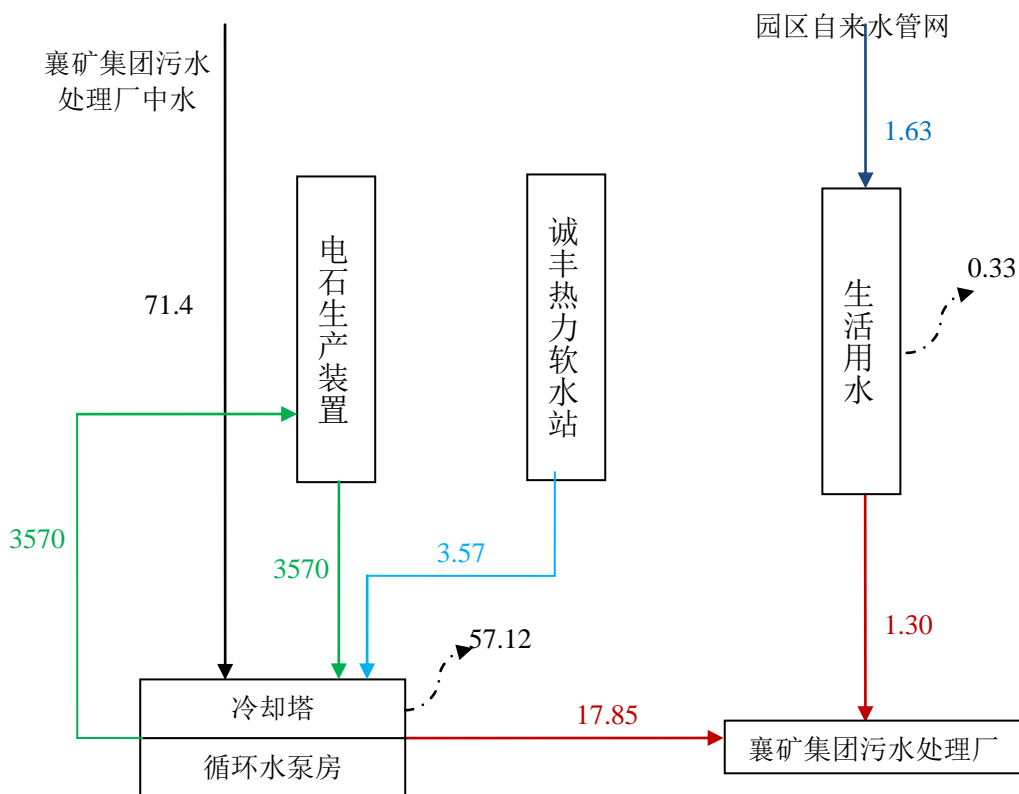 园区自来水管网
襄矿集团污水
处理厂中水
1.63
电石生产装置
诚丰热力软水站
生活用水
0.33
71.4
3570
3570
3.57
57.12
1.30
冷却塔
17.85
循环水泵房
襄矿集团污水处理厂